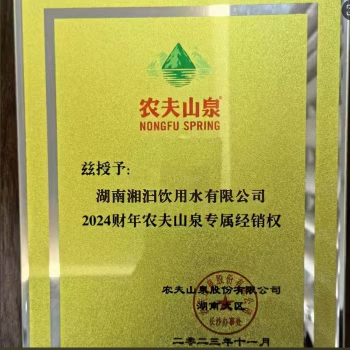 农夫山泉
NONGFU SPRING
兹授予:
湖南湘汨饮用水有限公司
2024财年农夫山泉专属经销权
农夫山泉股份有限公司
湖南大区
长沙办事处
二零二三年十一月